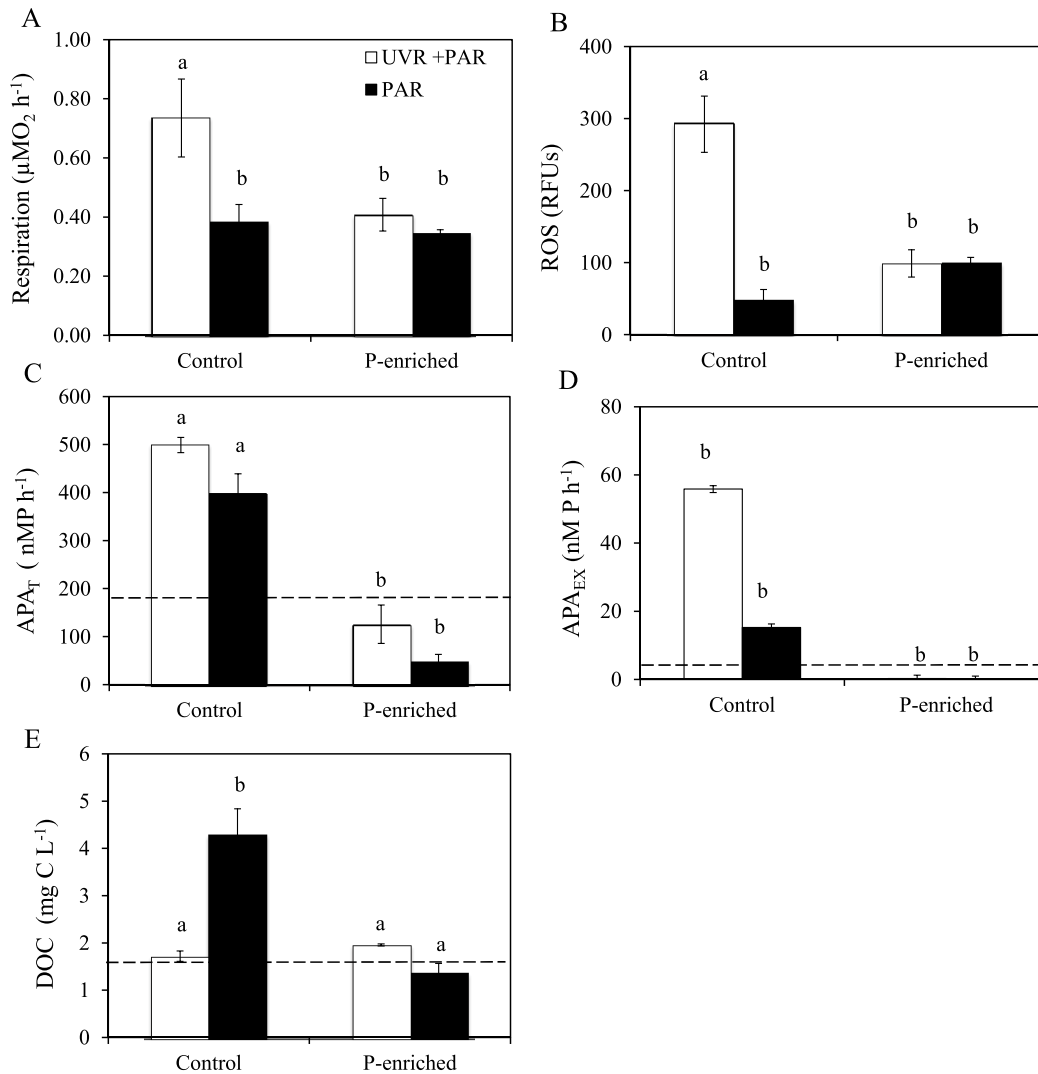 A
Respiration (µMO₂ h⁻¹)
1.00
0.80
0.60
0.40
0.20
0.00
UVR +PAR
PAR
a
b
b
b
Control
P-enriched
B
ROS (RFUs)
400
300
200
100
0
a
b
b
b
Control
P-enriched
C
APA_T ( nMP h⁻¹)
600
500
400
300
200
100
0
a
a
b
b
Control
P-enriched
D
APA_EX (nM P h⁻¹)
80
60
40
20
0
b
b
b
b
Control
P-enriched
E
DOC (mg C L⁻¹)
6
5
4
3
2
1
0
a
b
a
a
Control
P-enriched